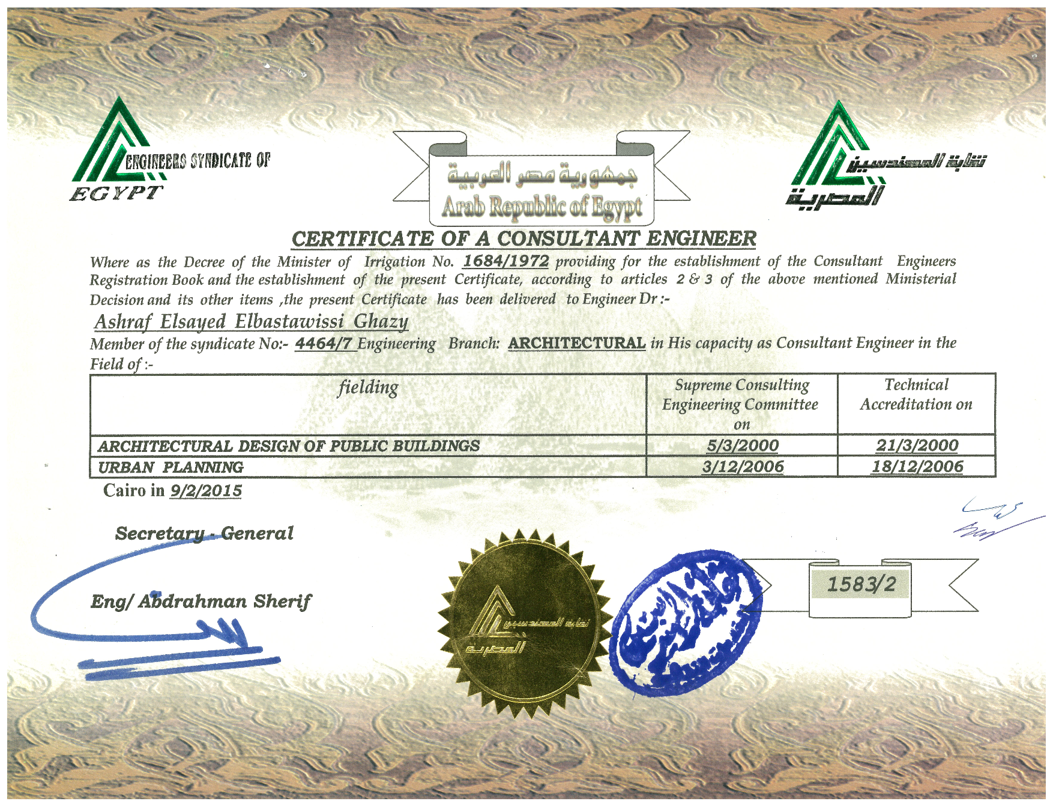 ENGINEERS SYNDICATE OF
EGYPT
جمهورية مصر العربية
Arab Republic of Egypt
نقابة المهندسين
المصرية
CERTIFICATE OF A CONSULTANT ENGINEER
Where as the Decree of the Minister of Irrigation No. 1684/1972 providing for the establishment of the Consultant Engineers
Registration Book and the establishment of the present Certificate, according to articles 2 & 3 of the above mentioned Ministerial
Decision and its other items ,the present Certificate has been delivered to Engineer Dr :-
Ashraf Elsayed Elbastawissi Ghazy
Member of the syndicate No:- 4464/7 Engineering Branch: ARCHITECTURAL in His capacity as Consultant Engineer in the
Field of :-
fielding
Supreme Consulting
Engineering Committee
on
Technical
Accreditation on
ARCHITECTURAL DESIGN OF PUBLIC BUILDINGS 5/3/2000 21/3/2000
URBAN PLANNING 3/12/2006 18/12/2006
Cairo in 9/2/2015
Secretary - General
Eng/ Abdrahman Sherif
1583/2
نقابة المهندسين
المصرية